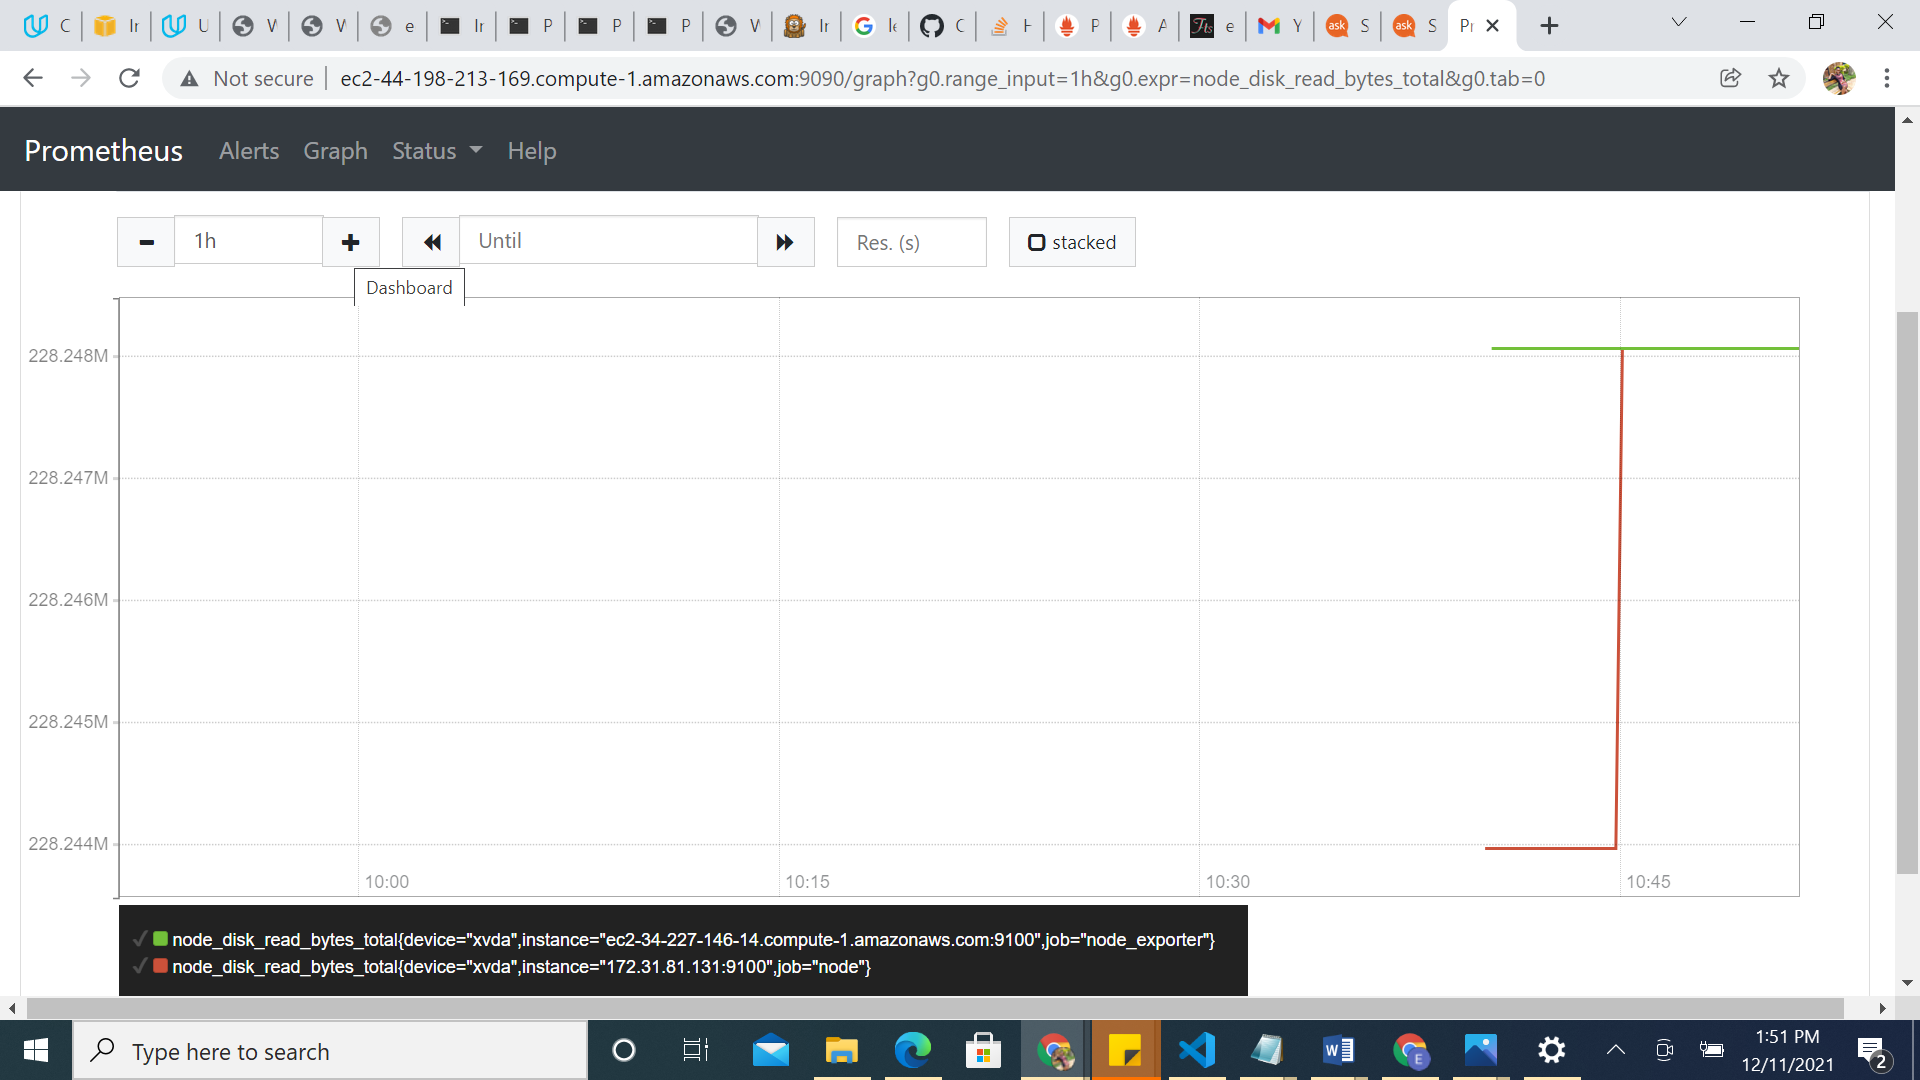 C In U V V e In P P P V In le C H P A e Y S S Pr
Not secure ec2-44-198-213-169.compute-1.amazonaws.com:9090/graph?g0.range_input=1h&g0.expr=node_disk_read_bytes_total&g0.tab=0
Prometheus Alerts Graph Status Help
1h Until Res. (s) stacked
Dashboard
228.248M
228.247M
228.246M
228.245M
228.244M
10:00 10:15 10:30 10:45
node_disk_read_bytes_total{device="xvda",instance="ec2-34-227-146-14.compute-1.amazonaws.com:9100",job="node_exporter"}
node_disk_read_bytes_total{device="xvda",instance="172.31.81.131:9100",job="node"}
Type here to search
1:51 PM
12/11/2021
2